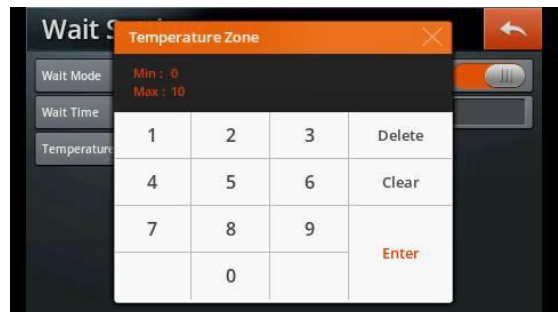 Wait S
Temperature Zone
Min : 0
Max : 10
Wait Mode
Wait Time
Temperature
1 2 3 Delete
4 5 6 Clear
7 8 9
0 Enter